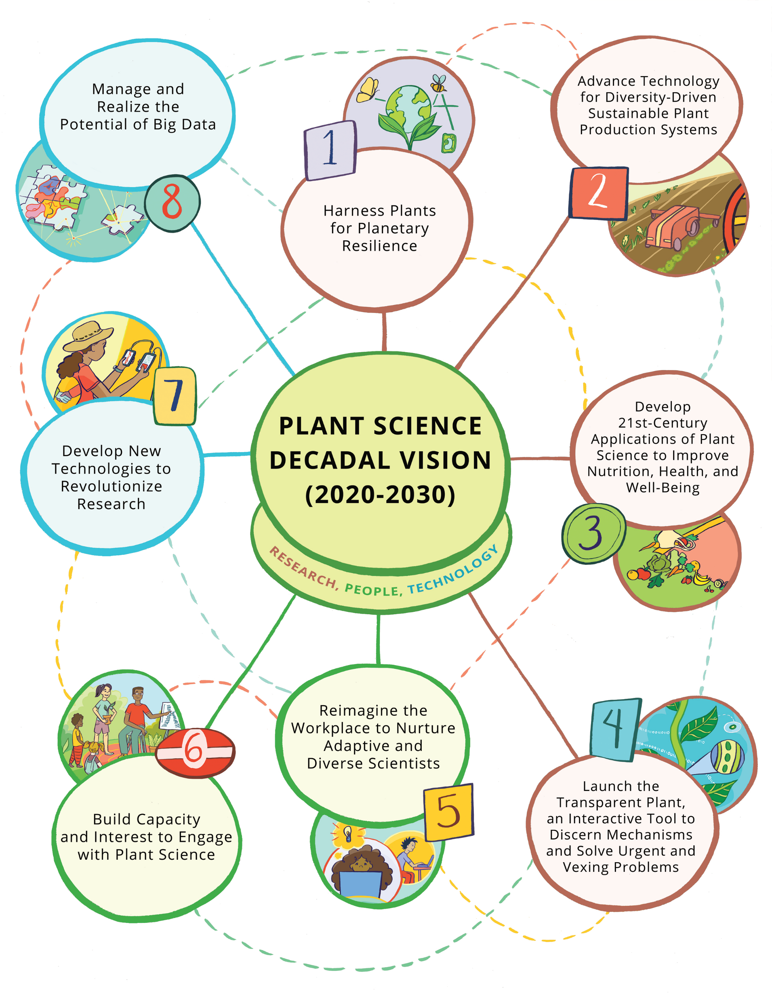 PLANT SCIENCE
DECADAL VISION
(2020-2030)
RESEARCH, PEOPLE, TECHNOLOGY
1
Harness Plants
for Planetary
Resilience
Advance Technology
for Diversity-Driven
Sustainable Plant
Production Systems
2
Develop
21st-Century
Applications of Plant
Science to Improve
Nutrition, Health, and
Well-Being
3
4
Launch the
Transparent Plant,
an Interactive Tool to
Discern Mechanisms
and Solve Urgent and
Vexing Problems
Reimagine the
Workplace to Nurture
Adaptive and
Diverse Scientists
5
6
Build Capacity
and Interest to Engage
with Plant Science
7
Develop New
Technologies to
Revolutionize
Research
Manage and
Realize the
Potential of Big Data
8